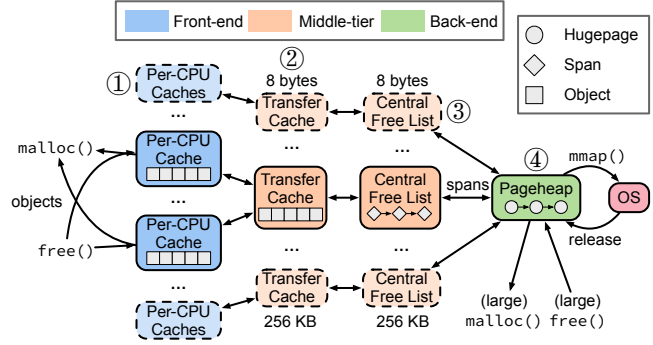 Front-end
Middle-tier
Back-end
Hugepage
Span
Object
①
Per-CPU
Caches
...
②
8 bytes
Transfer
Cache
...
8 bytes
Central
Free List
③
...
malloc()
objects
free()
Per-CPU
Cache
Per-CPU
Cache
...
Per-CPU
Caches
Transfer
Cache
...
Transfer
Cache
256 KB
Central
Free List
...
Central
Free List
256 KB
spans
④
Pageheap
mmap()
OS
release
(large)
malloc()
(large)
free()